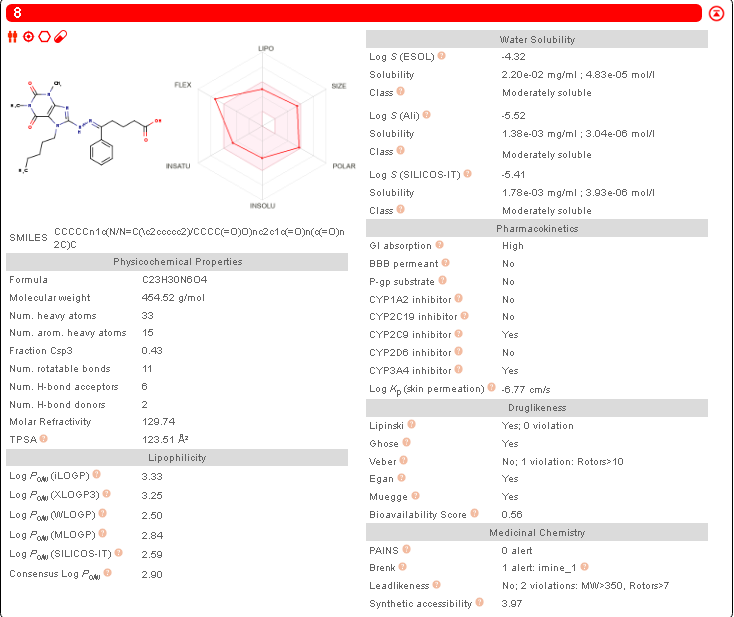 8
LIPO
FLEX
SIZE
INSATU
POLAR
INSOLU
SMILES CCCCCn1c(N/N=C(\c2ccccc2)/CCCC(=O)O)nc2c1c(=O)n(c(=O)n
2C)C
Physicochemical Properties
Formula C23H30N6O4
Molecular weight 454.52 g/mol
Num. heavy atoms 33
Num. arom. heavy atoms 15
Fraction Csp3 0.43
Num. rotatable bonds 11
Num. H-bond acceptors 6
Num. H-bond donors 2
Molar Refractivity 129.74
TPSA ? 123.51 Å²
Lipophilicity
Log Po/w (iLOGP) ? 3.33
Log Po/w (XLOGP3) ? 3.25
Log Po/w (WLOGP) ? 2.50
Log Po/w (MLOGP) ? 2.84
Log Po/w (SILICOS-IT) ? 2.59
Consensus Log Po/w ? 2.90
Water Solubility
Log S (ESOL) ? -4.32
Solubility 2.20e-02 mg/ml ; 4.83e-05 mol/l
Class ? Moderately soluble
Log S (Ali) ? -5.52
Solubility 1.38e-03 mg/ml ; 3.04e-06 mol/l
Class ? Moderately soluble
Log S (SILICOS-IT) ? -5.41
Solubility 1.78e-03 mg/ml ; 3.93e-06 mol/l
Class ? Moderately soluble
Pharmacokinetics
GI absorption ? High
BBB permeant ? No
P-gp substrate ? No
CYP1A2 inhibitor ? No
CYP2C19 inhibitor ? No
CYP2C9 inhibitor ? Yes
CYP2D6 inhibitor ? No
CYP3A4 inhibitor ? Yes
Log Kp (skin permeation) ? -6.77 cm/s
Druglikeness
Lipinski ? Yes; 0 violation
Ghose ? Yes
Veber ? No; 1 violation: Rotors>10
Egan ? Yes
Muegge ? Yes
Bioavailability Score ? 0.56
Medicinal Chemistry
PAINS ? 0 alert
Brenk ? 1 alert: imine_1 ?
Leadlikeness ? No; 2 violations: MW>350, Rotors>7
Synthetic accessibility ? 3.97